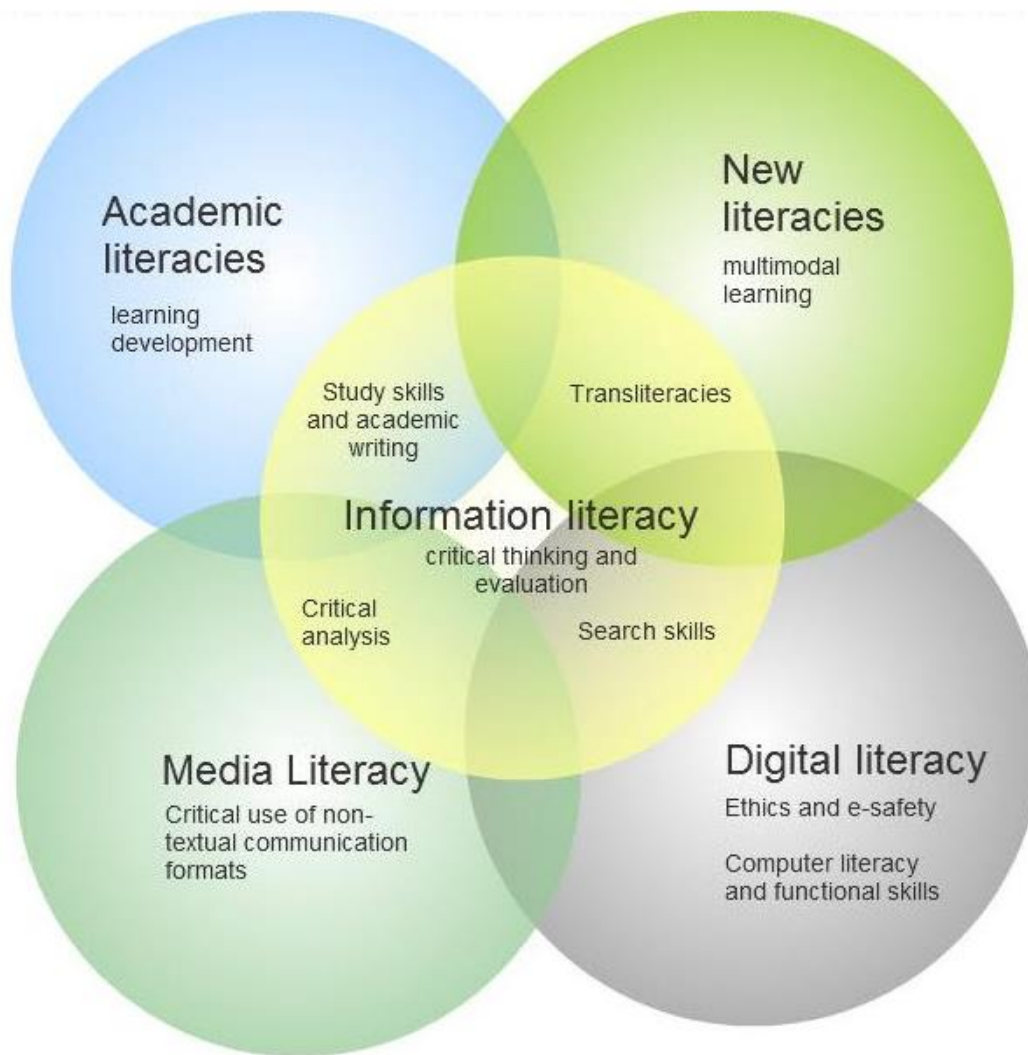 Academic
literacies
learning
development
New
literacies
multimodal
learning
Study skills
and academic
writing
Transliteracies
Information literacy
critical thinking and
evaluation
Critical
analysis
Search skills
Media Literacy
Critical use of non-
textual communication
formats
Digital literacy
Ethics and e-safety
Computer literacy
and functional skills